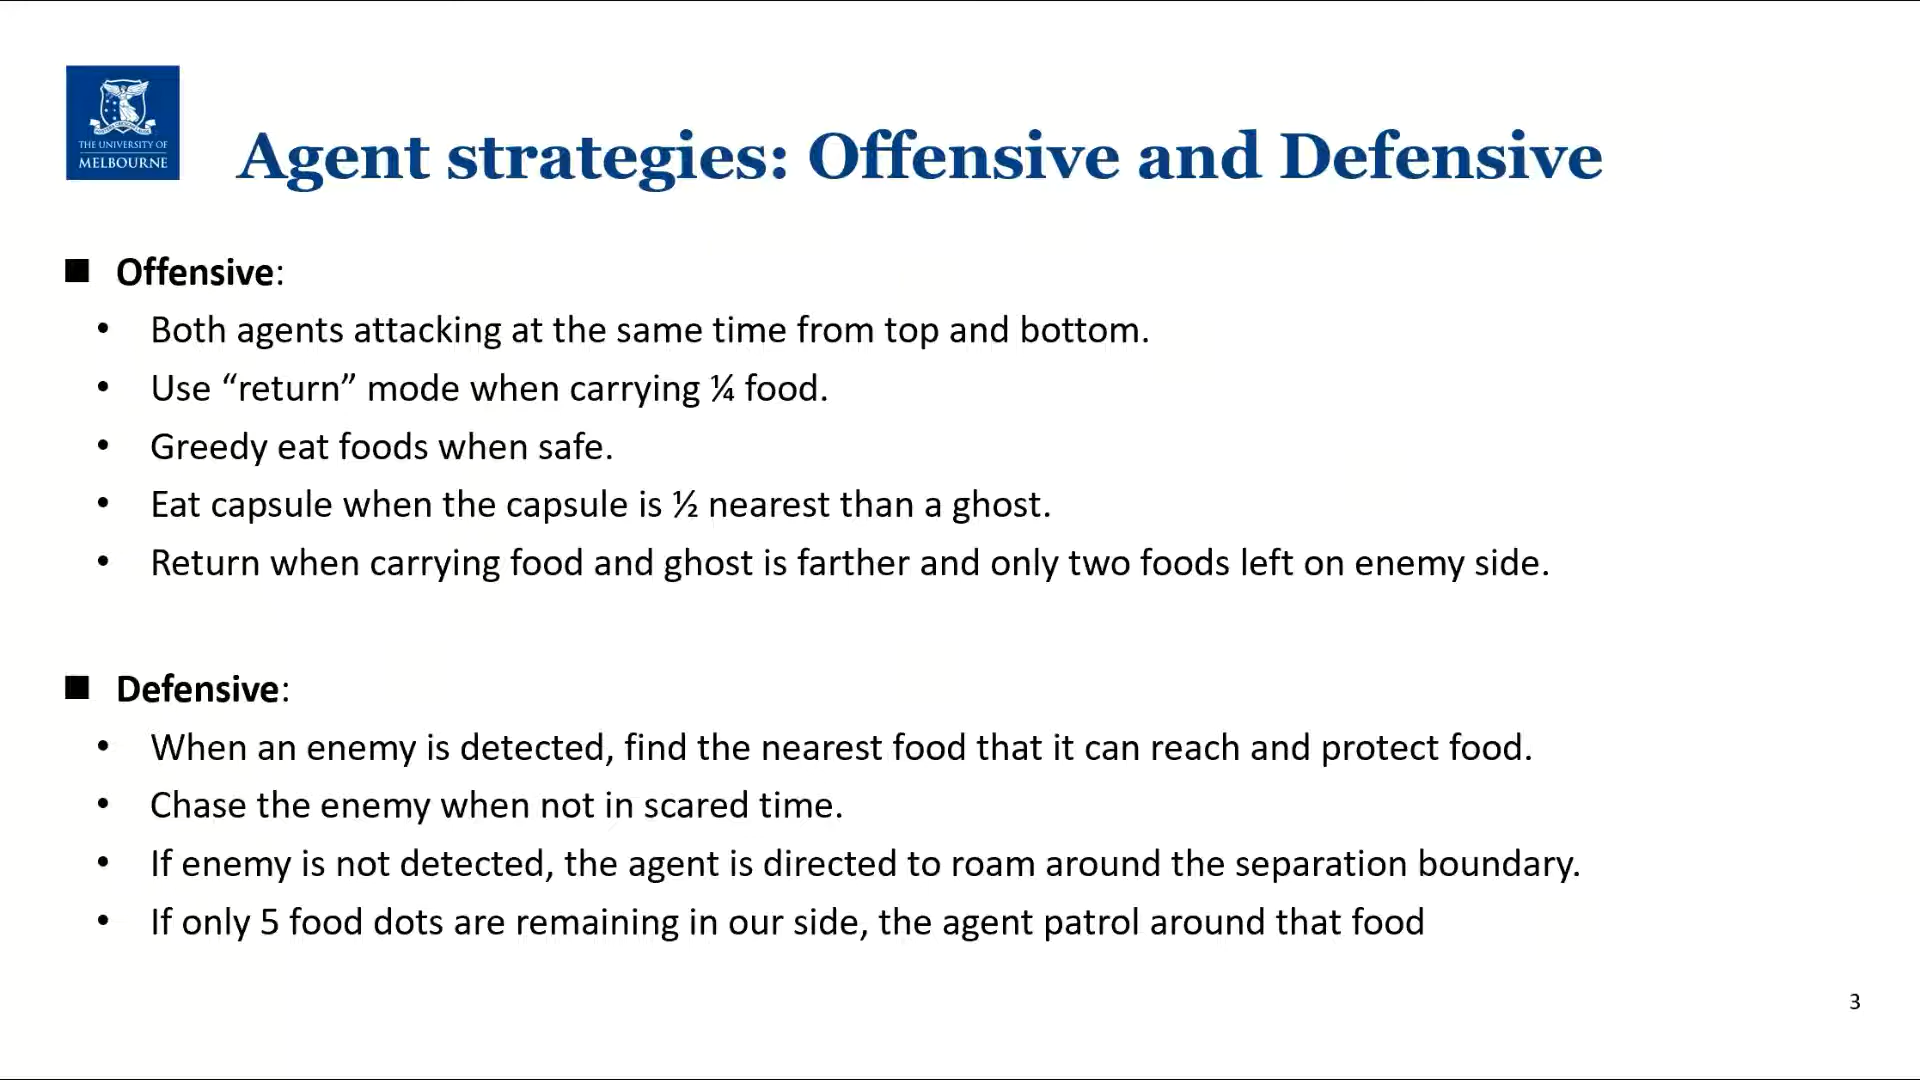 THE UNIVERSITY OF
MELBOURNE
Agent strategies: Offensive and Defensive
■ Offensive:
• Both agents attacking at the same time from top and bottom.
• Use “return” mode when carrying ¼ food.
• Greedy eat foods when safe.
• Eat capsule when the capsule is ½ nearest than a ghost.
• Return when carrying food and ghost is farther and only two foods left on enemy side.
■ Defensive:
• When an enemy is detected, find the nearest food that it can reach and protect food.
• Chase the enemy when not in scared time.
• If enemy is not detected, the agent is directed to roam around the separation boundary.
• If only 5 food dots are remaining in our side, the agent patrol around that food
3